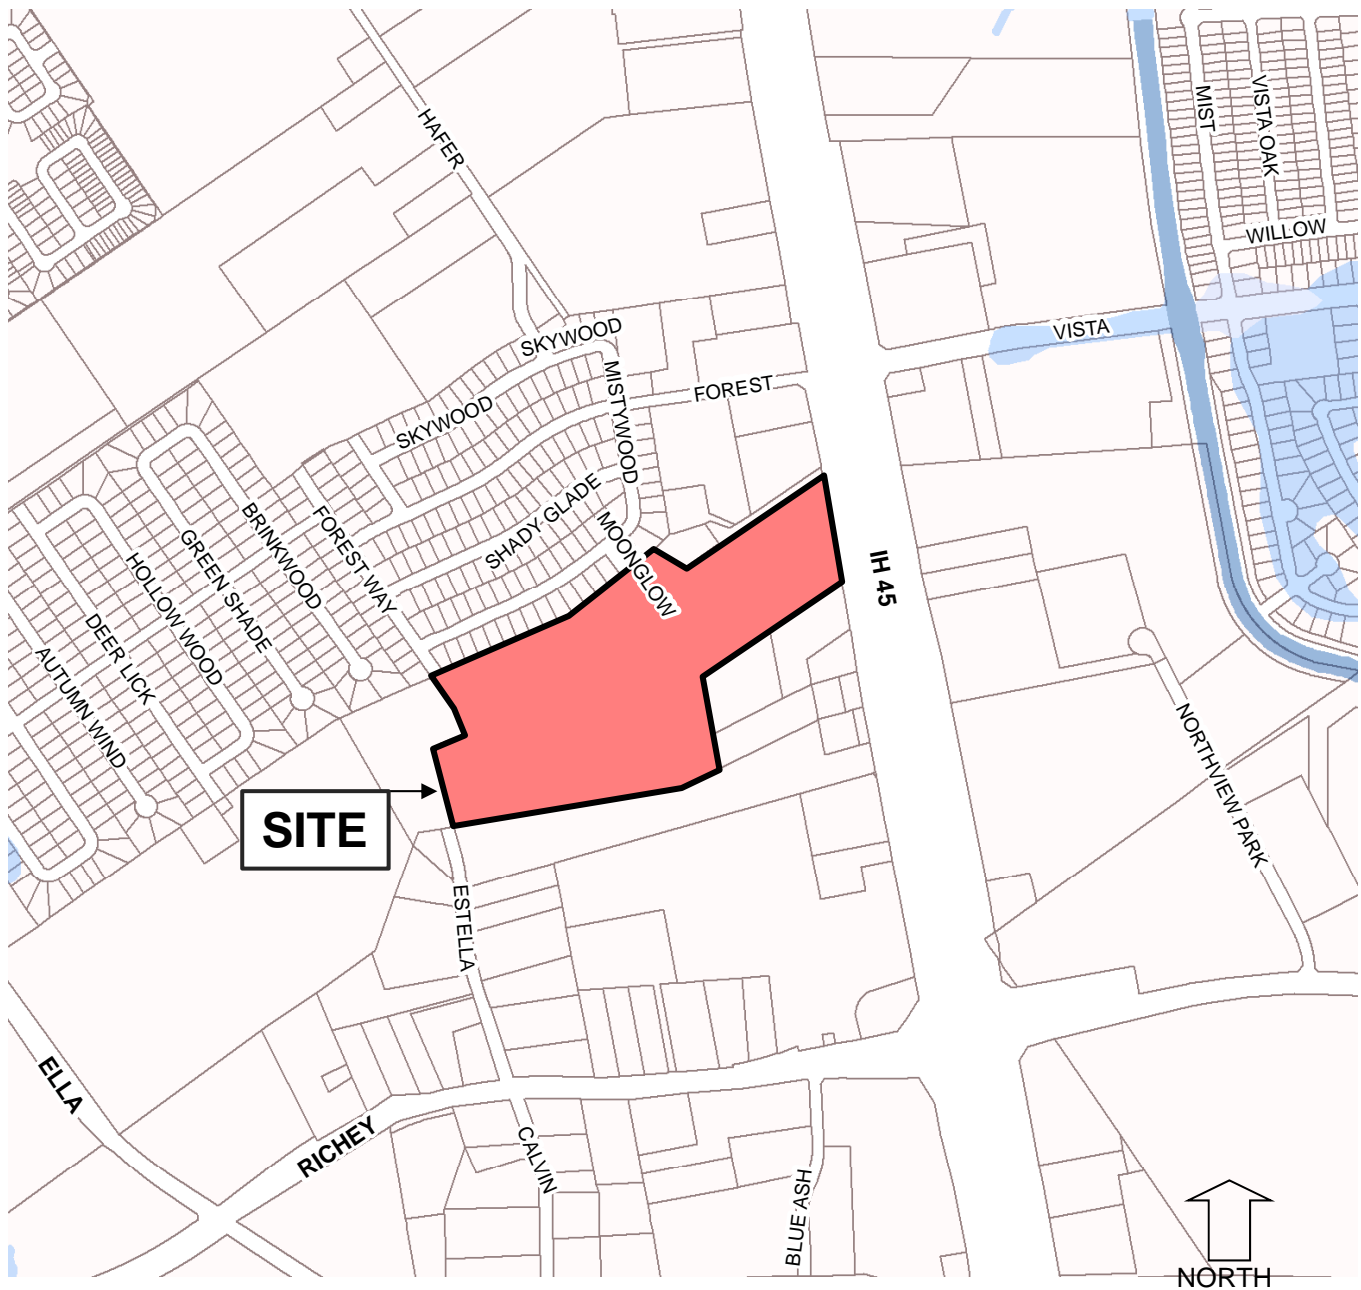 HAFER
MIST
VISTA OAK
WILLOW
VISTA
SKYWOOD
SKYWOOD
MISTYWOOD
FOREST
SHADY GLADE
MOONGLOW
BRINKWOOD
FOREST WAY
GREEN SHADE
HOLLOW WOOD
DEER LICK
AUTUMN WIND
IH 45
NORTHVIEW PARK
SITE
ESTELLA
ELLA
RICHEY
CALVIN
BLUE ASH
NORTH